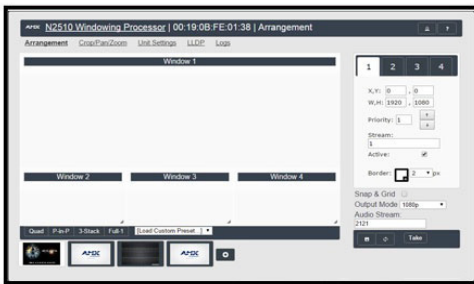 AMX N2510 Windowing Processor | 00:19:0B:FE:01:38 | Arrangement
Arrangement Crop/Pan/Zoom Unit Settings LLDP Logs
Window 1
Window 2 Window 3 Window 4
Quad P-in-P 3-Stack Full-1 [Load Custom Preset...]
AMX AMX
1 2 3 4
X,Y: 0 , 0
W,H: 1920 , 1080
Priority: 1
Stream:
1
Active:
Border: 2 px
Snap & Grid
Output Mode 1080p
Audio Stream:
2121
Take